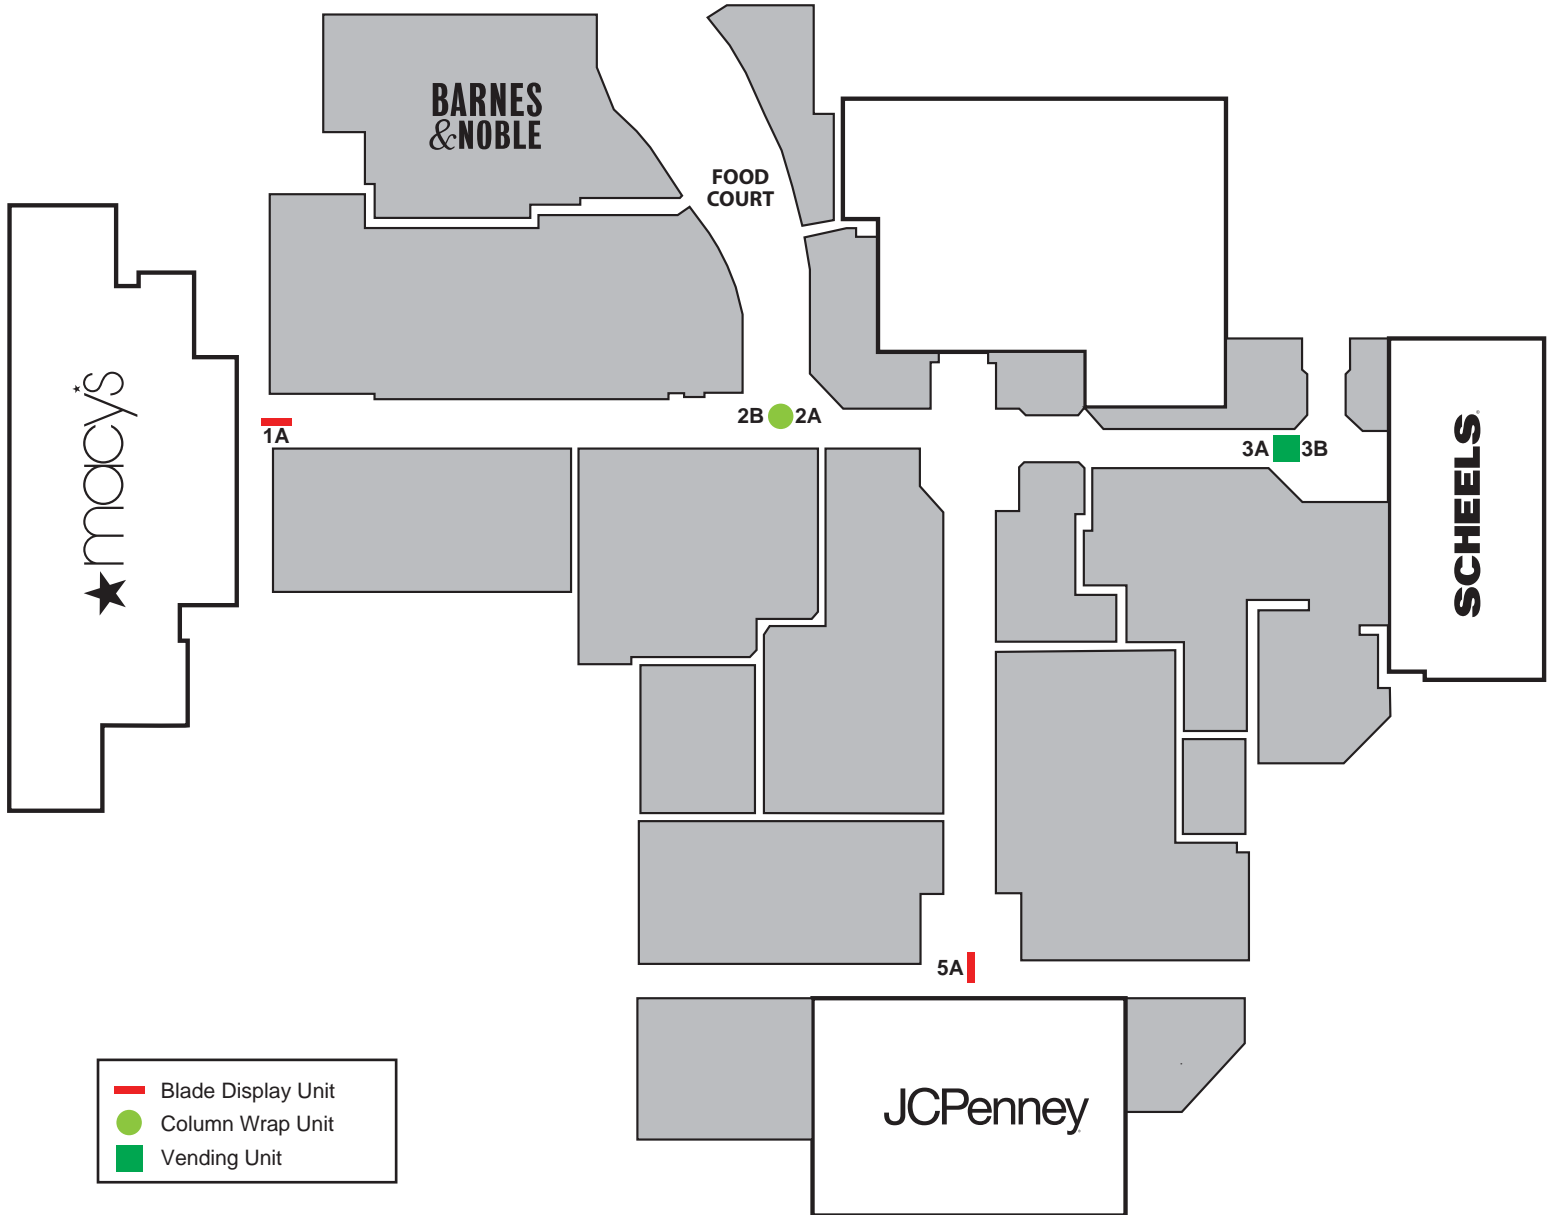 BARNES
&NOBLE
FOOD
COURT
macy's
1A
2B
2A
3A
3B
SCHEELS
5A
JCPenney
Blade Display Unit
Column Wrap Unit
Vending Unit